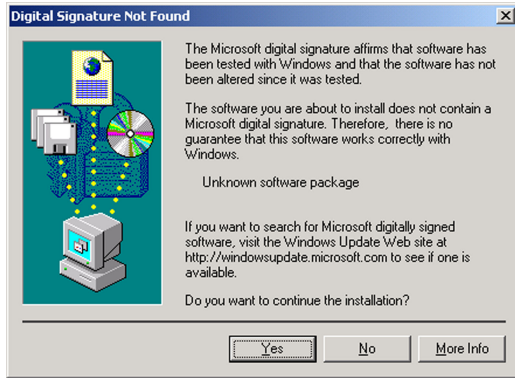 Digital Signature Not Found
The Microsoft digital signature affirms that software has
been tested with Windows and that the software has not
been altered since it was tested.
The software you are about to install does not contain a
Microsoft digital signature. Therefore, there is no
guarantee that this software works correctly with
Windows.
Unknown software package
If you want to search for Microsoft digitally signed
software, visit the Windows Update Web site at
http://windowsupdate.microsoft.com to see if one is
available.
Do you want to continue the installation?
Yes
No
More Info